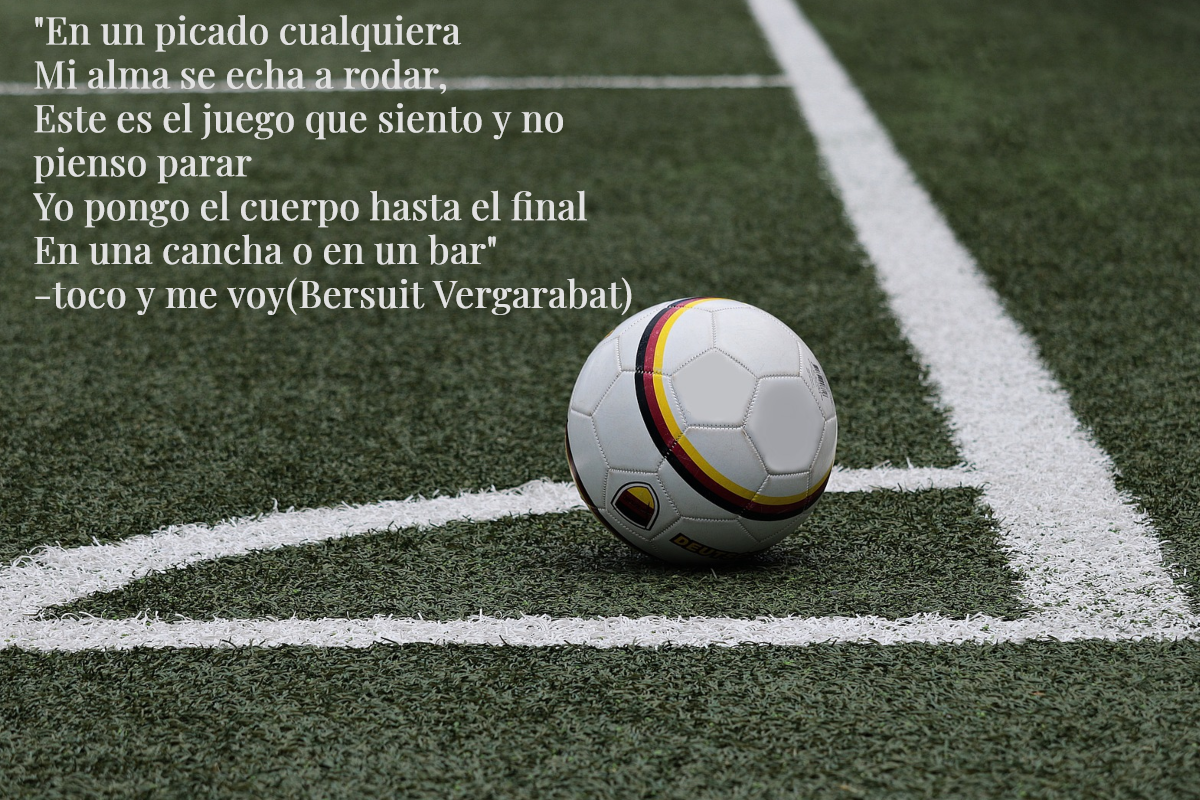 "En un picado cualquiera
Mi alma se echa a rodar,
Este es el juego que siento y no
pienso parar
Yo pongo el cuerpo hasta el final
En una cancha o en un bar"
-toco y me voy(Bersuit Vergarabat)